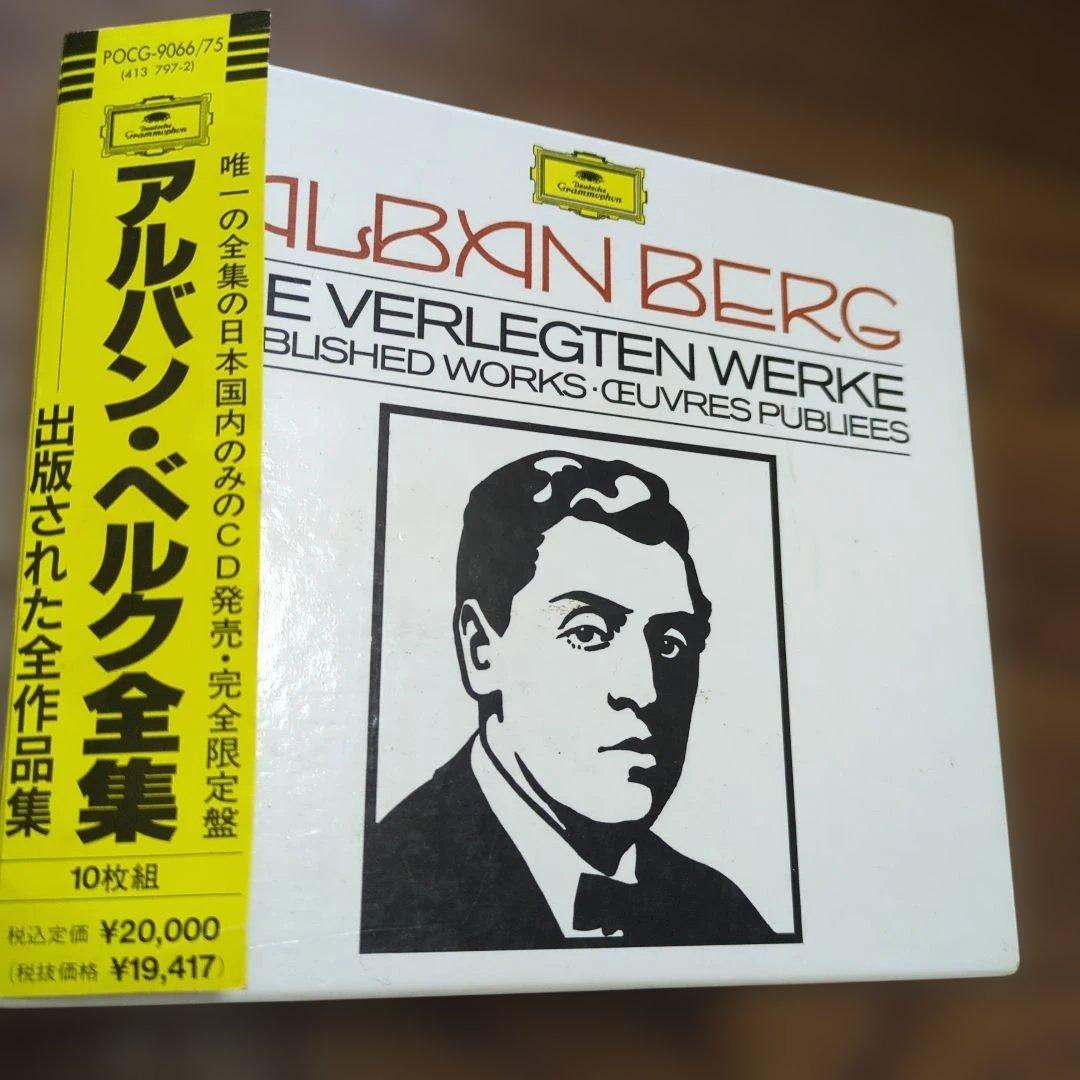 POCG-9066/75
(413 797-2)
Deutsche
Grammophon
唯一の全集の日本国内のみのCD発売・完全限定盤
アルバン・ベルク全集
出版された全作品集
10枚組
税込定価 ¥20,000
(税抜価格 ¥19,417)
Deutsche
Grammophon
ALBAN BERG
E VERLEGTEN WERKE
BLISHED WORKS · ŒUVRES PUBLIEES